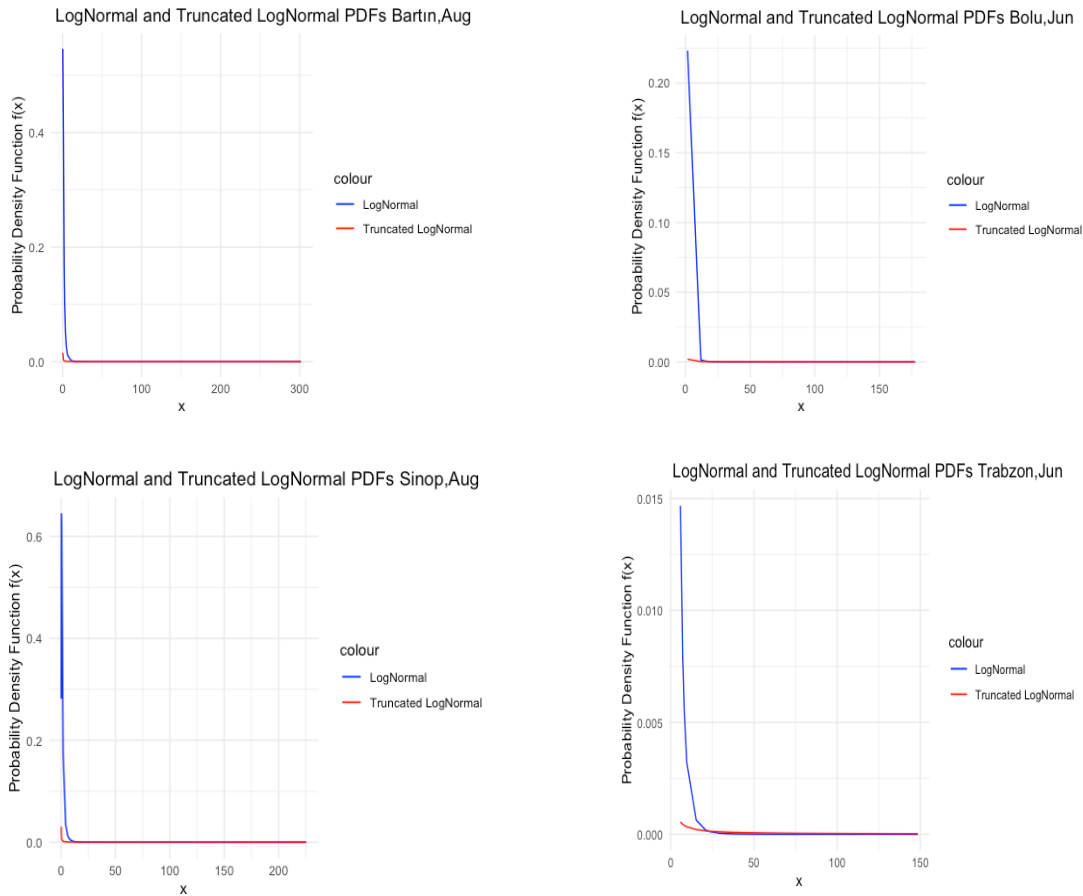 LogNormal and Truncated LogNormal PDFs Bartın,Aug
Probability Density Function f(x)
0.4
0.2
0.0
0
100
200
300
x
colour
LogNormal
Truncated LogNormal
LogNormal and Truncated LogNormal PDFs Bolu,Jun
Probability Density Function f(x)
0.20
0.15
0.10
0.05
0.00
0
50
100
150
x
colour
LogNormal
Truncated LogNormal
LogNormal and Truncated LogNormal PDFs Sinop,Aug
Probability Density Function f(x)
0.6
0.4
0.2
0.0
0
50
100
150
200
x
colour
LogNormal
Truncated LogNormal
LogNormal and Truncated LogNormal PDFs Trabzon,Jun
Probability Density Function f(x)
0.015
0.010
0.005
0.000
0
50
100
150
x
colour
LogNormal
Truncated LogNormal